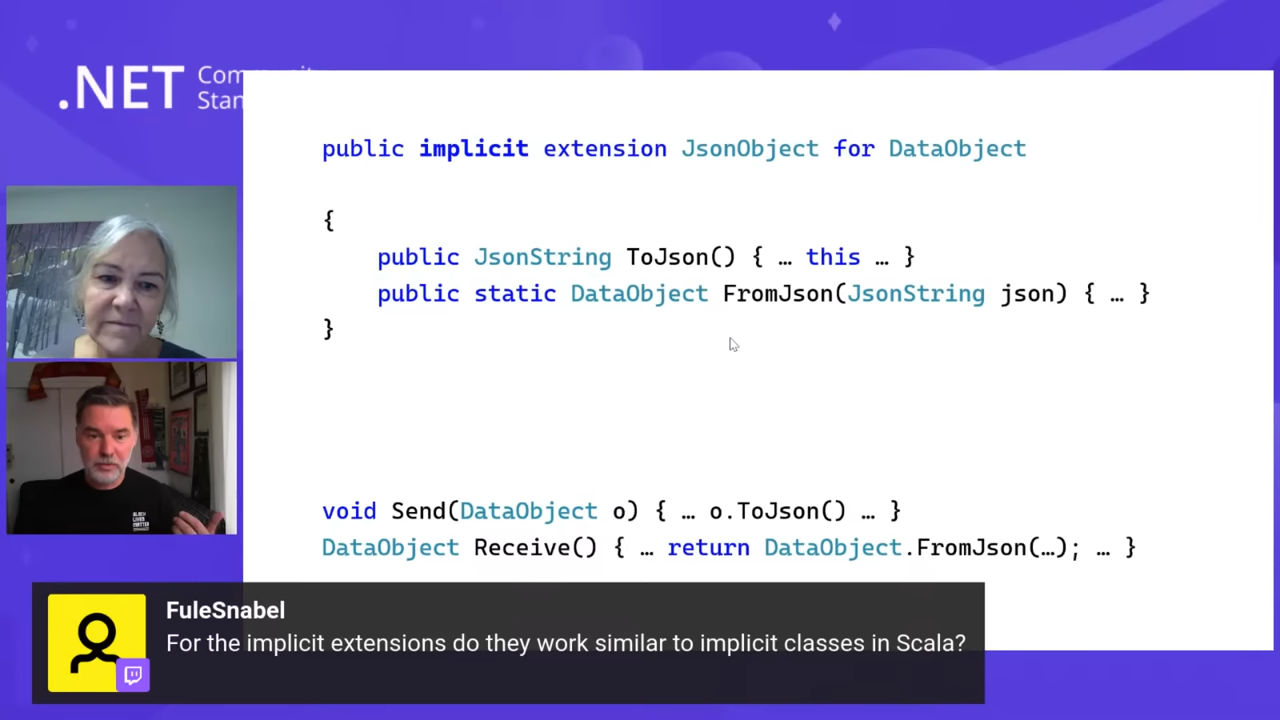 .NET
public implicit extension JsonObject for DataObject
{
public JsonString ToJson() { … this … }
public static DataObject FromJson(JsonString json) { … }
}
void Send(DataObject o) { … o.ToJson() … }
DataObject Receive() { … return DataObject.FromJson(…); … }
FuleSnabel
For the implicit extensions do they work similar to implicit classes in Scala?